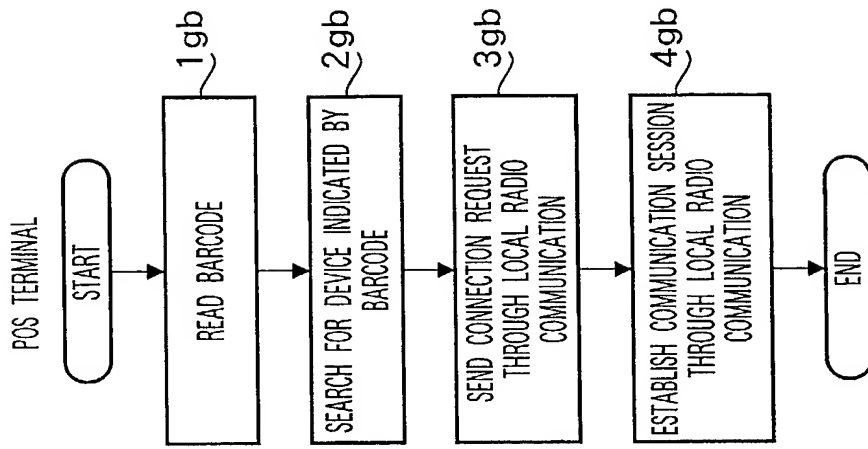 POS TERMINAL
START
READ BARCODE
1gb
SEARCH FOR DEVICE INDICATED BY
BARCODE
2gb
SEND CONNECTION REQUEST
THROUGH LOCAL RADIO
COMMUNICATION
3gb
ESTABLISH COMMUNICATION SESSION
THROUGH LOCAL RADIO
COMMUNICATION
4gb
END